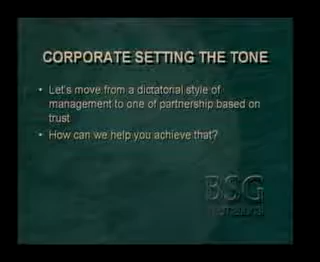 CORPORATE SETTING THE TONE
• Let's move from a dictatorial style of
management to one of partnership based on
trust
• How can we help you achieve that?
BSG
International